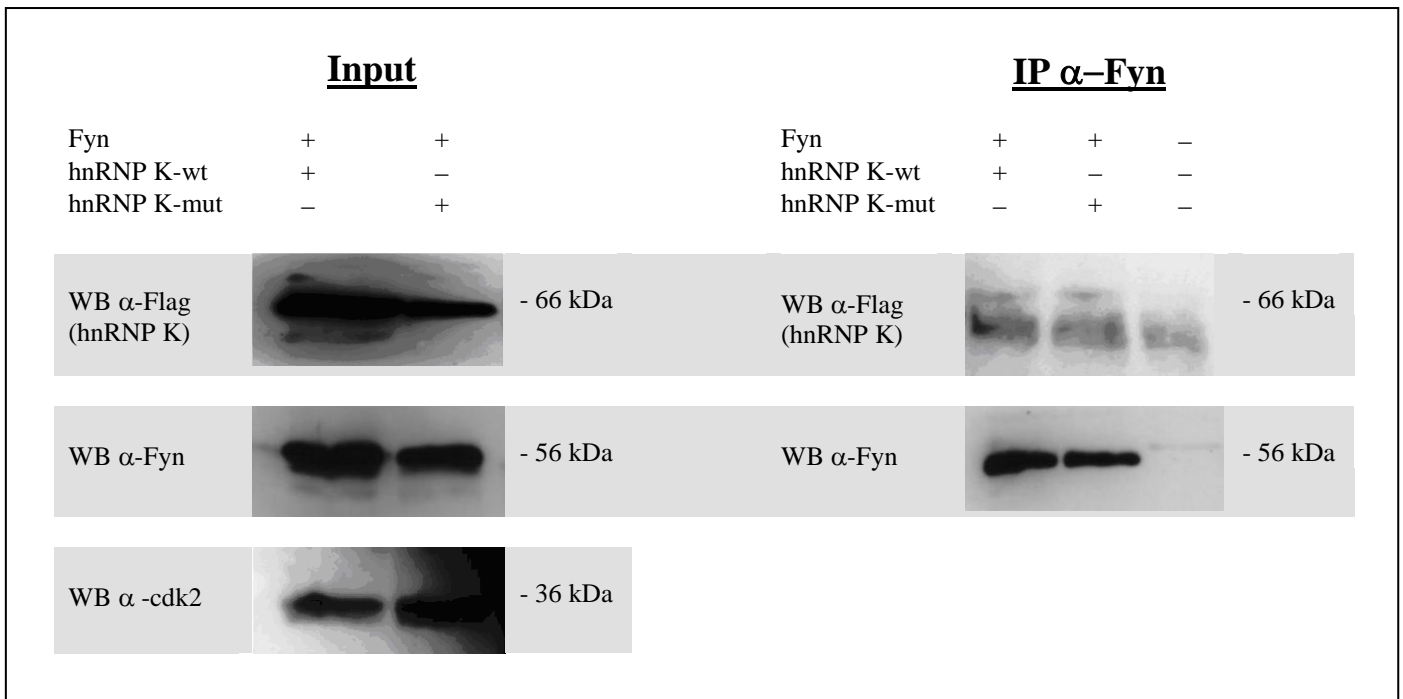 Input
Fyn + +
hnRNP K-wt + –
hnRNP K-mut – +
WB α-Flag
(hnRNP K)
- 66 kDa
WB α-Fyn
- 56 kDa
WB α -cdk2
- 36 kDa
IP α–Fyn
Fyn + + –
hnRNP K-wt + – –
hnRNP K-mut – + –
WB α-Flag
(hnRNP K)
- 66 kDa
WB α-Fyn
- 56 kDa